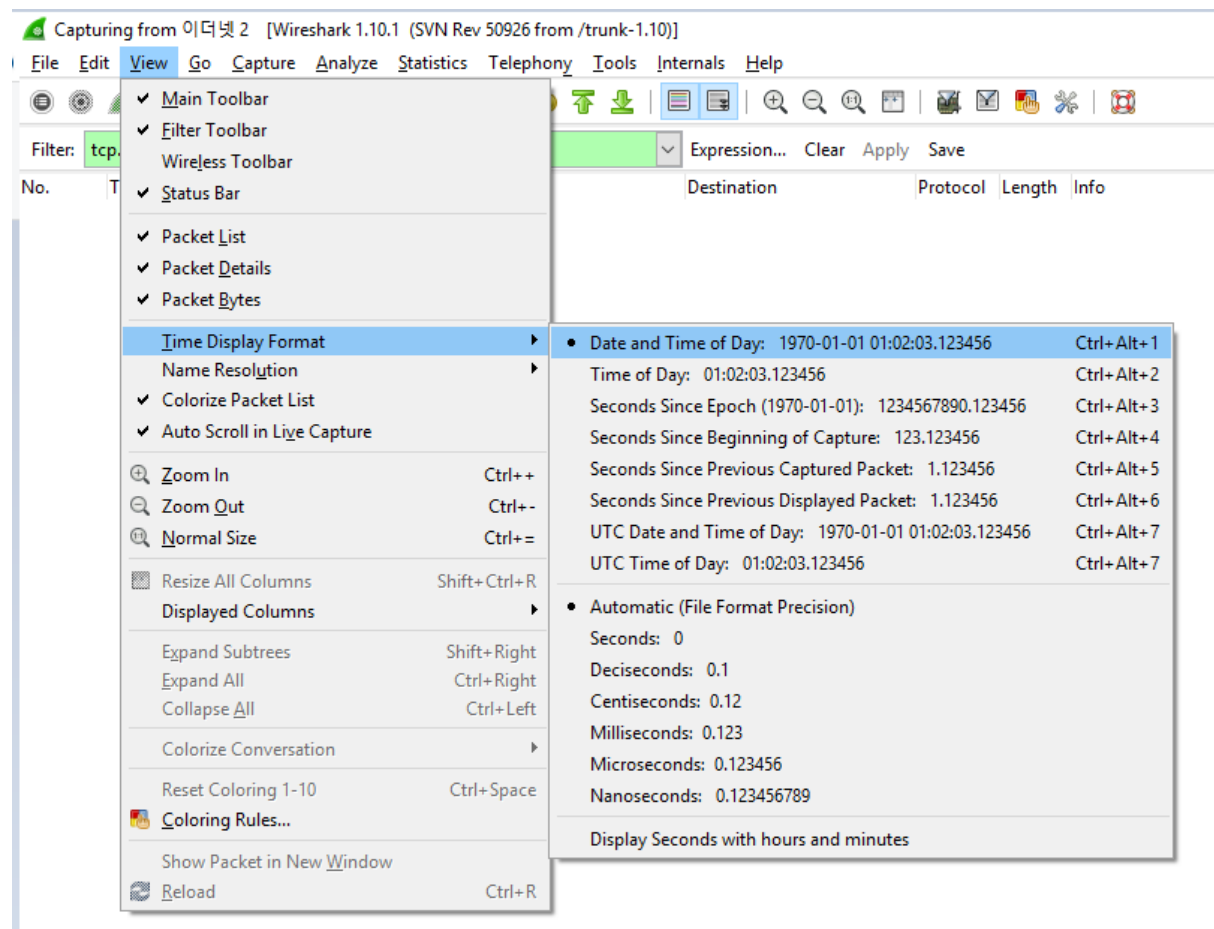 Capturing from 이더넷 2 [Wireshark 1.10.1 (SVN Rev 50926 from /trunk-1.10)]
File Edit View Go Capture Analyze Statistics Telephony Tools Internals Help
Filter: tcp. Expression... Clear Apply Save
No. T Destination Protocol Length Info
Main Toolbar
Filter Toolbar
Wireless Toolbar
Status Bar
Packet List
Packet Details
Packet Bytes
Time Display Format
Name Resolution
Colorize Packet List
Auto Scroll in Live Capture
Zoom In Ctrl++
Zoom Out Ctrl+-
Normal Size Ctrl+=
Resize All Columns Shift+Ctrl+R
Displayed Columns
Expand Subtrees Shift+Right
Expand All Ctrl+Right
Collapse All Ctrl+Left
Colorize Conversation
Reset Coloring 1-10 Ctrl+Space
Coloring Rules...
Show Packet in New Window
Reload Ctrl+R
Date and Time of Day: 1970-01-01 01:02:03.123456 Ctrl+Alt+1
Time of Day: 01:02:03.123456 Ctrl+Alt+2
Seconds Since Epoch (1970-01-01): 1234567890.123456 Ctrl+Alt+3
Seconds Since Beginning of Capture: 123.123456 Ctrl+Alt+4
Seconds Since Previous Captured Packet: 1.123456 Ctrl+Alt+5
Seconds Since Previous Displayed Packet: 1.123456 Ctrl+Alt+6
UTC Date and Time of Day: 1970-01-01 01:02:03.123456 Ctrl+Alt+7
UTC Time of Day: 01:02:03.123456 Ctrl+Alt+7
Automatic (File Format Precision)
Seconds: 0
Deciseconds: 0.1
Centiseconds: 0.12
Milliseconds: 0.123
Microseconds: 0.123456
Nanoseconds: 0.123456789
Display Seconds with hours and minutes